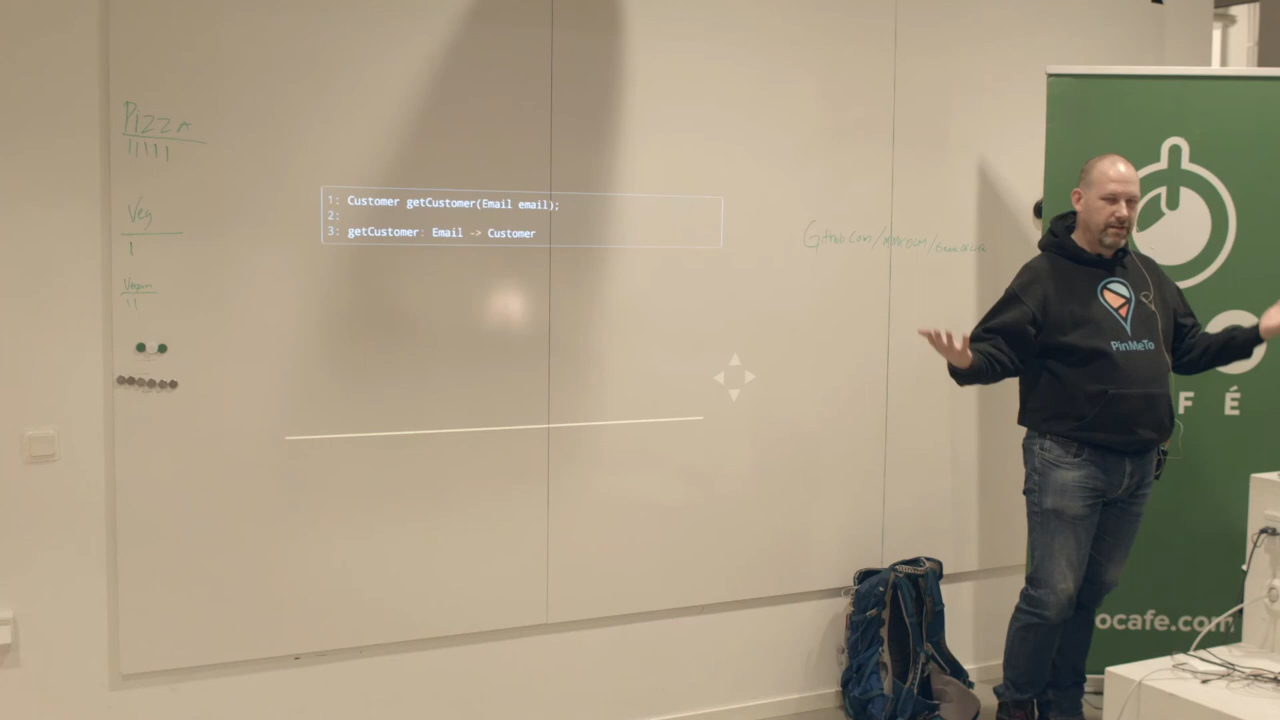 Pizza
Veg
Vegan
1: Customer getCustomer(Email email);
2:
3: getCustomer: Email -> Customer
PinMeTo
F É
ocafe.com